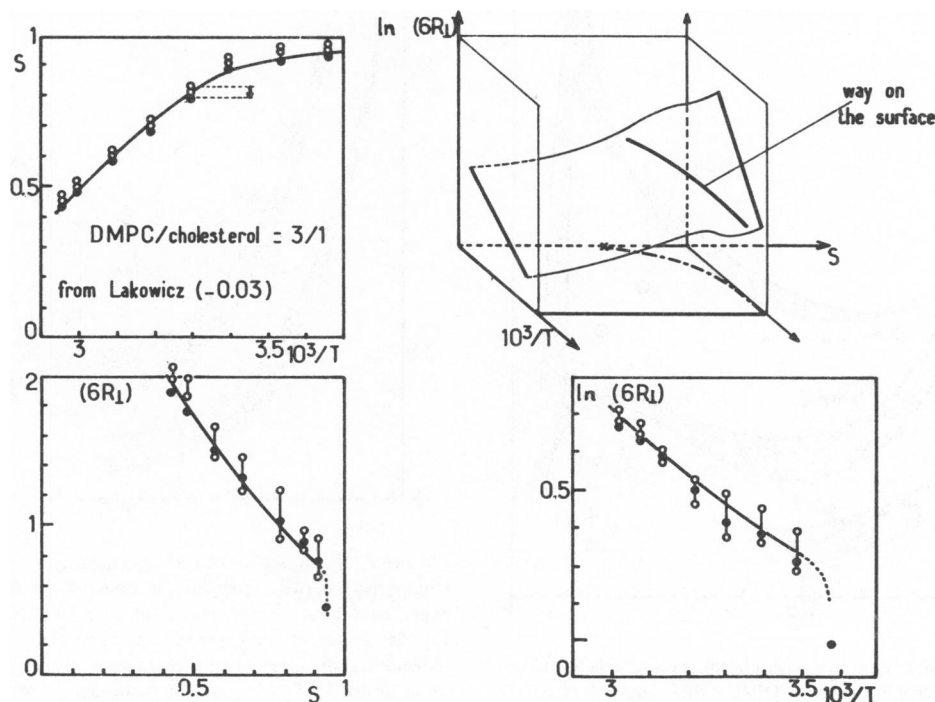 1
S
0.5
0
DMPC/cholesterol = 3/1
from Lakowicz (-0.03)
3
3.5
10³/T
ln (6R⊥)
way on
the surface
S
10³/T
2
(6R⊥)
1
0
0.5
S
1
ln (6R⊥)
0.5
0
3
3.5
10³/T